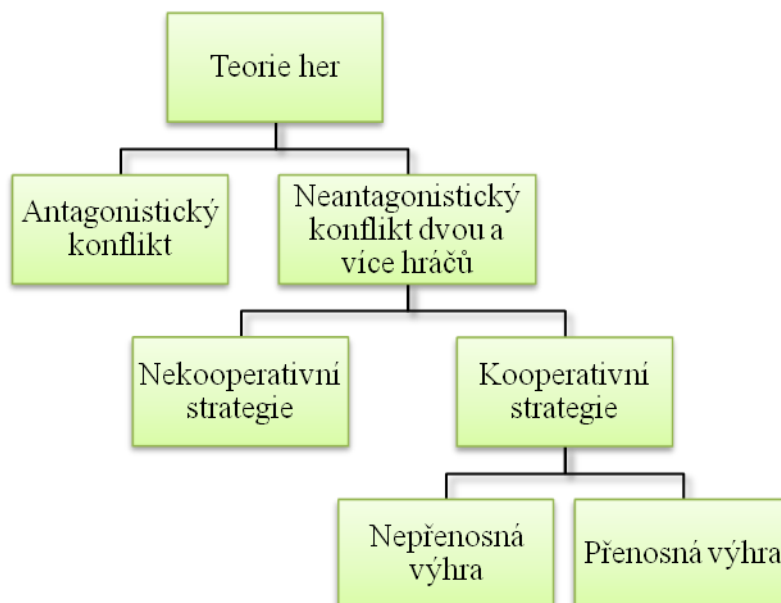 Teorie her
Antagonistický
konflikt
Neantagonistický
konflikt dvou a
více hráčů
Nekooperativní
strategie
Kooperativní
strategie
Nepřenosná
výhra
Přenosná výhra